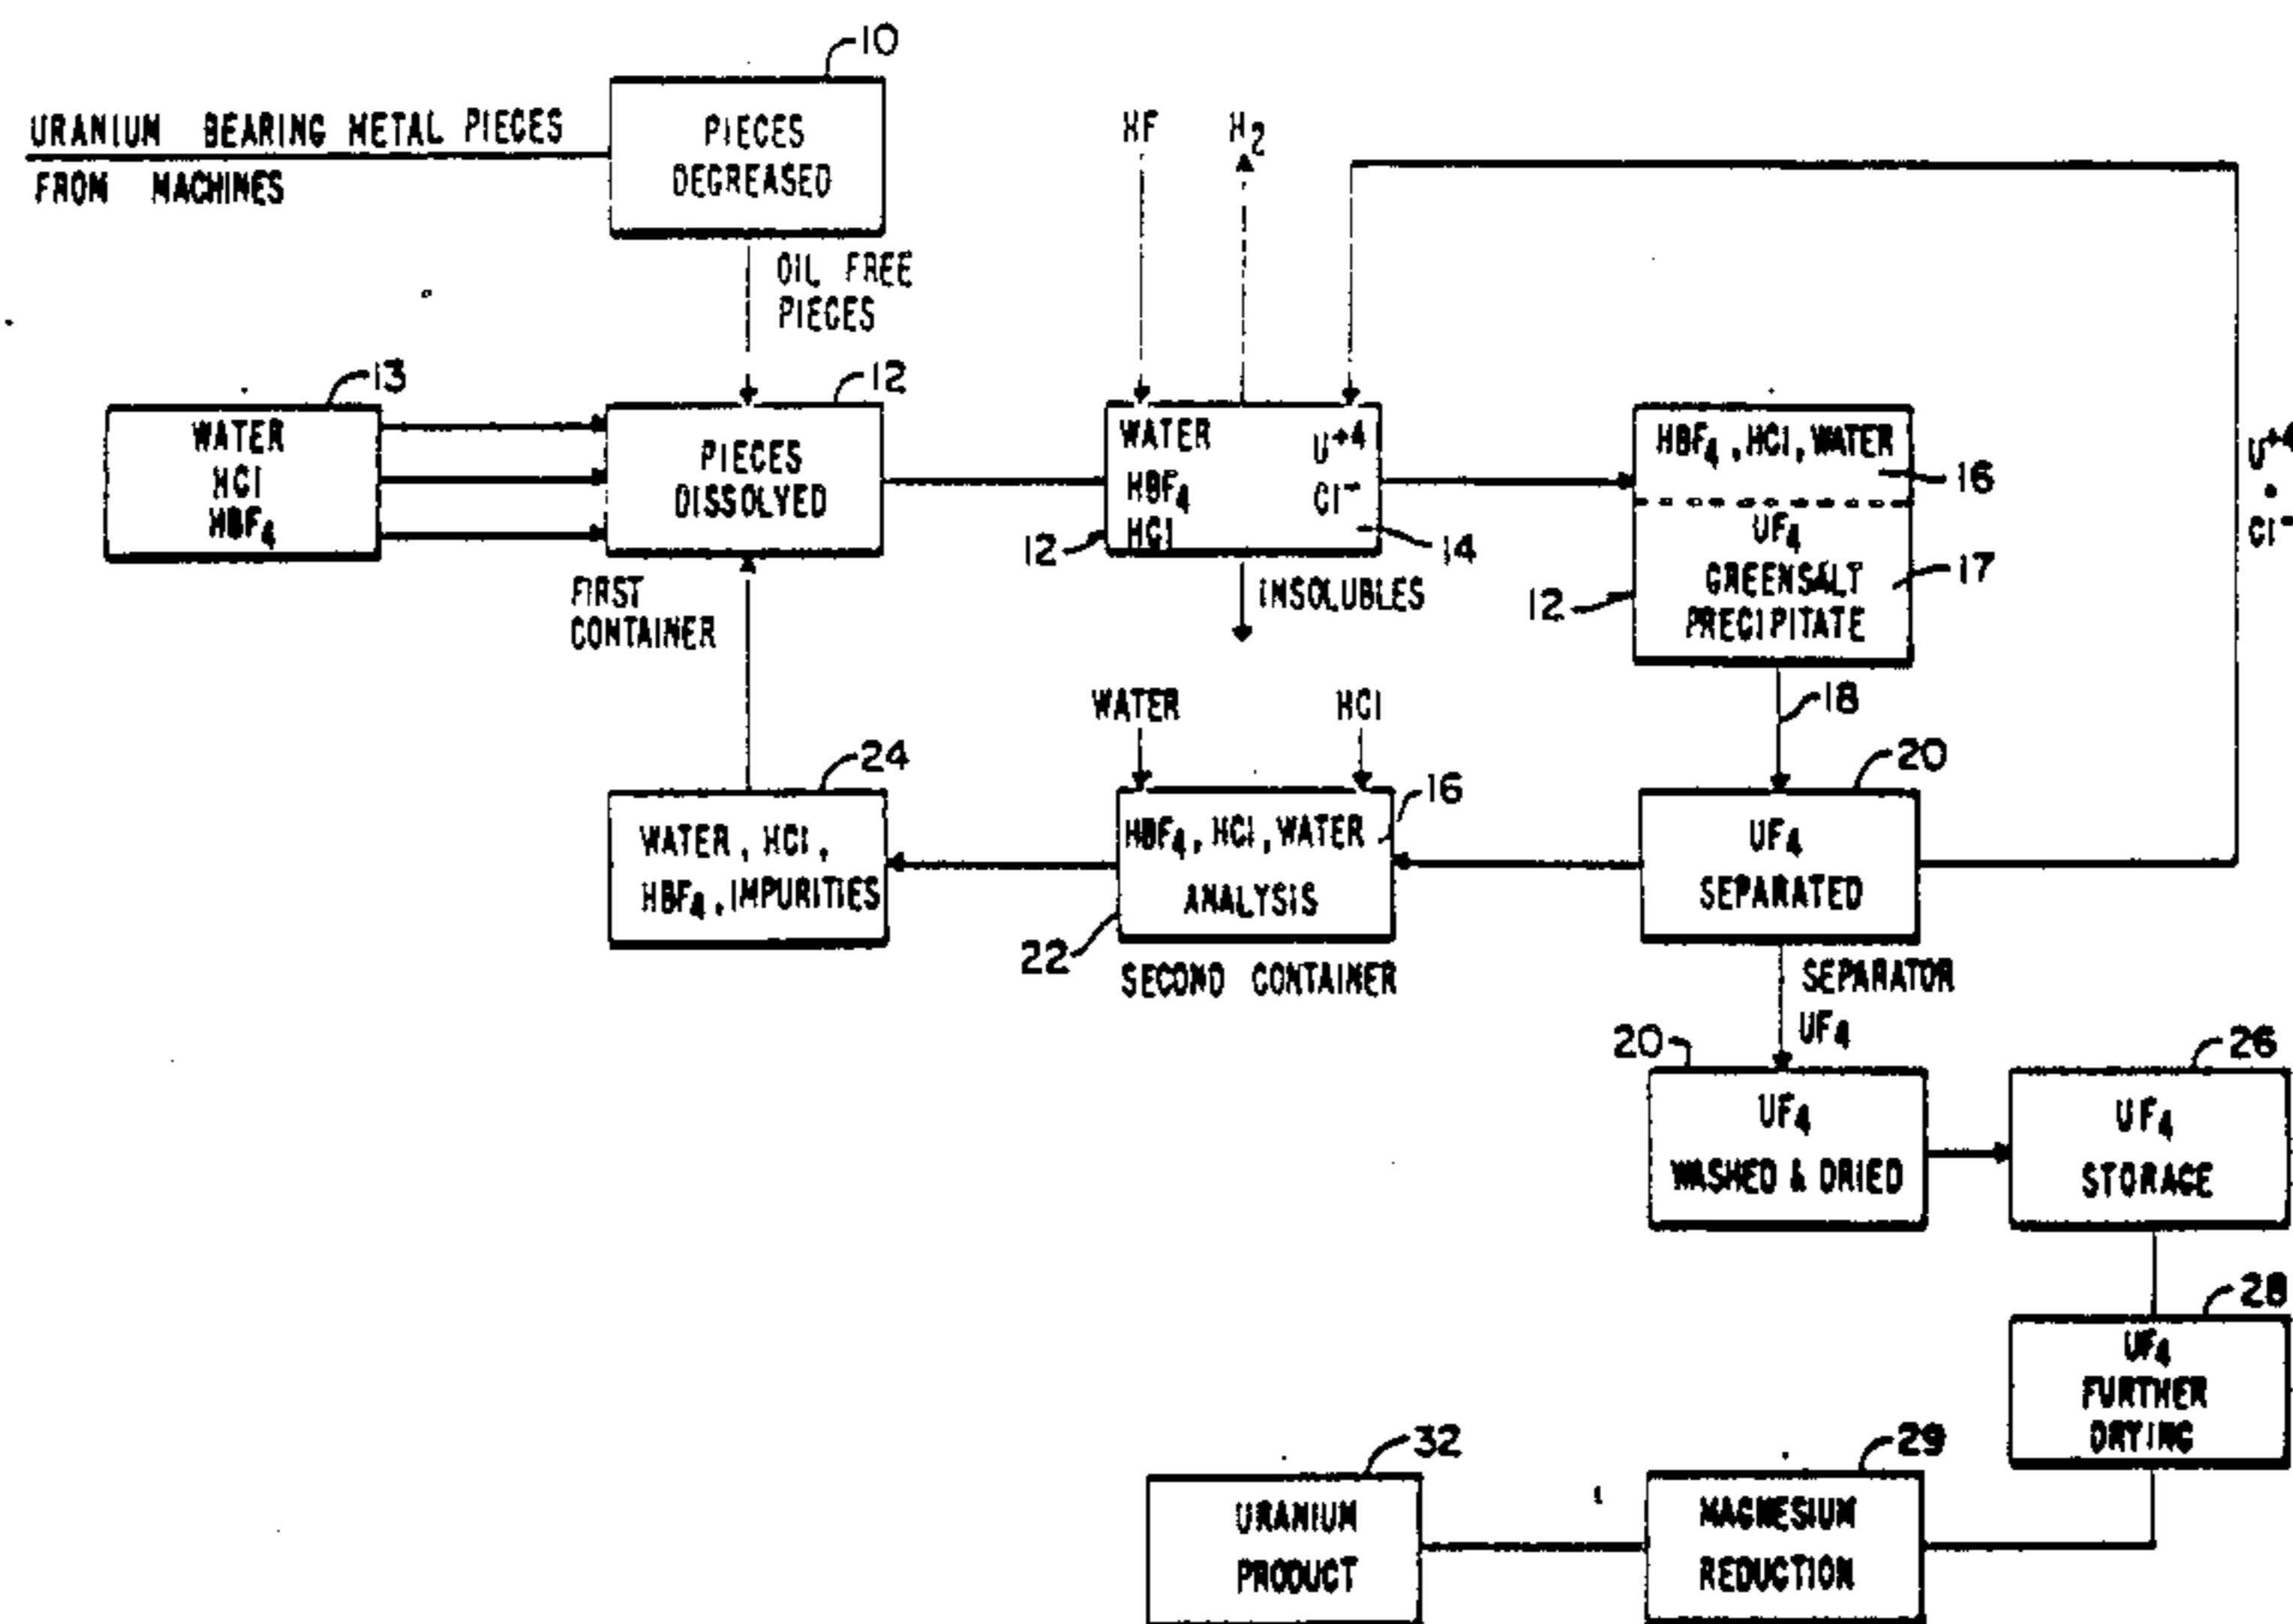 10
URANIUM BEARING METAL PIECES
FROM MACHINES
PIECES
DEGREASED
OIL FREE
PIECES
HF
H2
13
WATER
HCl
HBF4
12
PIECES
DISSOLVED
FIRST
CONTAINER
WATER
HBF4
HCl
U+4
Cl-
12
14
INSOLUBLES
HBF4, HCl, WATER
16
UF4
GREENSALT
PRECIPITATE
17
12
18
U+4
•
Cl-
24
WATER, HCl,
HBF4, IMPURITIES
WATER
HCl
16
HBF4, HCl, WATER
ANALYSIS
22
SECOND CONTAINER
20
UF4
SEPARATED
SEPARATOR
UF4
20
UF4
WASHED & DRIED
26
UF4
STORAGE
28
UF4
FURTHER
DRYING
29
MAGNESIUM
REDUCTION
32
URANIUM
PRODUCT